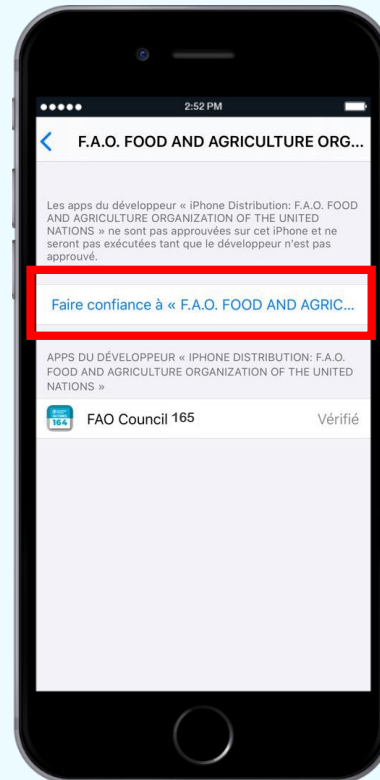 2:52 PM
F.A.O. FOOD AND AGRICULTURE ORG...
Les apps du développeur « iPhone Distribution: F.A.O. FOOD
AND AGRICULTURE ORGANIZATION OF THE UNITED
NATIONS » ne sont pas approuvées sur cet iPhone et ne
seront pas exécutées tant que le développeur n'est pas
approuvé.
Faire confiance à « F.A.O. FOOD AND AGRIC...
APPS DU DÉVELOPPEUR « IPHONE DISTRIBUTION: F.A.O.
FOOD AND AGRICULTURE ORGANIZATION OF THE UNITED
NATIONS »
164
FAO Council 165 Vérifié